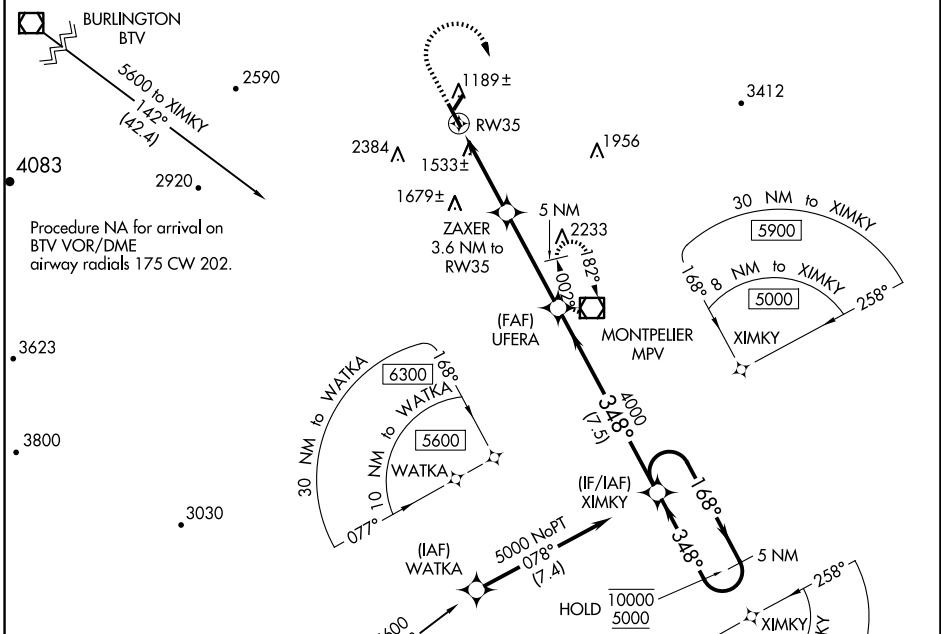 BURLINGTON
BTV
5600 to XIMKY
142°
(42.4)
2590
1189±
RW35
3412
2384
1533±
1956
4083
2920
1679±
Procedure NA for arrival on
BTV VOR/DME
airway radials 175 CW 202.
ZAXER
3.6 NM to
RW35
5 NM
2233
182°
002°
30 NM to XIMKY
5900
8 NM to XIMKY
5000
168°
258°
XIMKY
(FAF)
UFERA
MONTPELIER
MPV
3623
30 NM to WATKA
6300
168°
10 NM to WATKA
5600
WATKA
077°
4000
348°
(7.5)
3800
3030
(IF/IAF)
XIMKY
168°
348°
5 NM
(IAF)
WATKA
5000 NoPT
078°
(7.4)
HOLD
10000
5000
258°
XIMKY